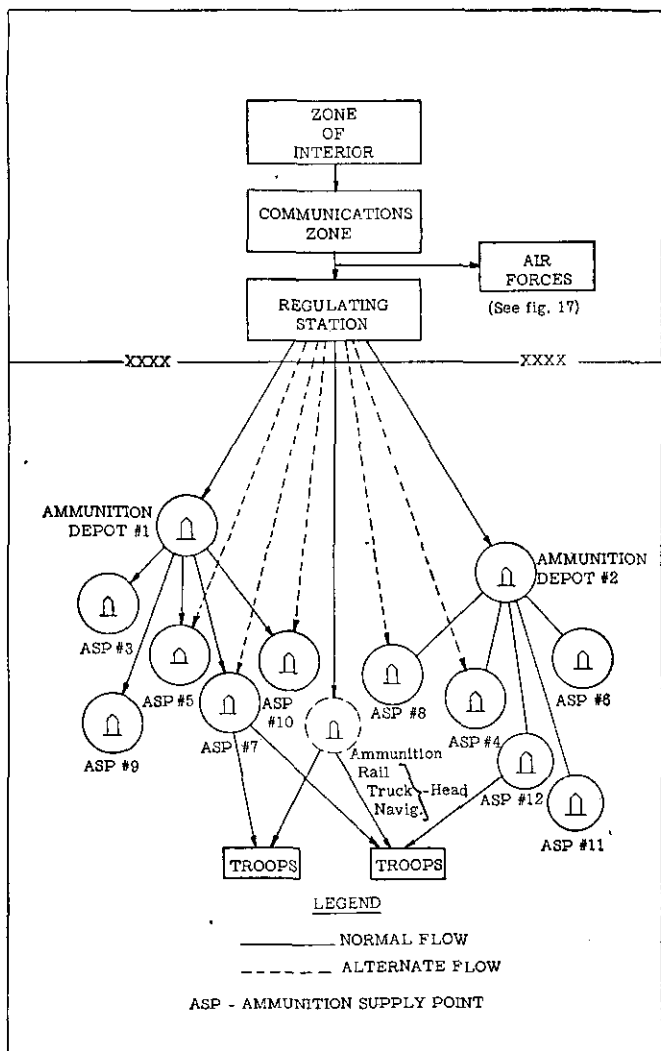 ZONE
OF
INTERIOR
COMMUNICATIONS
ZONE
AIR
FORCES
(See fig. 17)
REGULATING
STATION
XXXX
XXXX
AMMUNITION
DEPOT #1
AMMUNITION
DEPOT #2
ASP #3
ASP #5
ASP
#10
ASP #8
ASP #6
ASP #9
ASP #7
ASP #4
Ammunition
Rail
Truck
Navig.
Head
ASP #12
ASP #11
TROOPS
TROOPS
LEGEND
NORMAL FLOW
ALTERNATE FLOW
ASP - AMMUNITION SUPPLY POINT